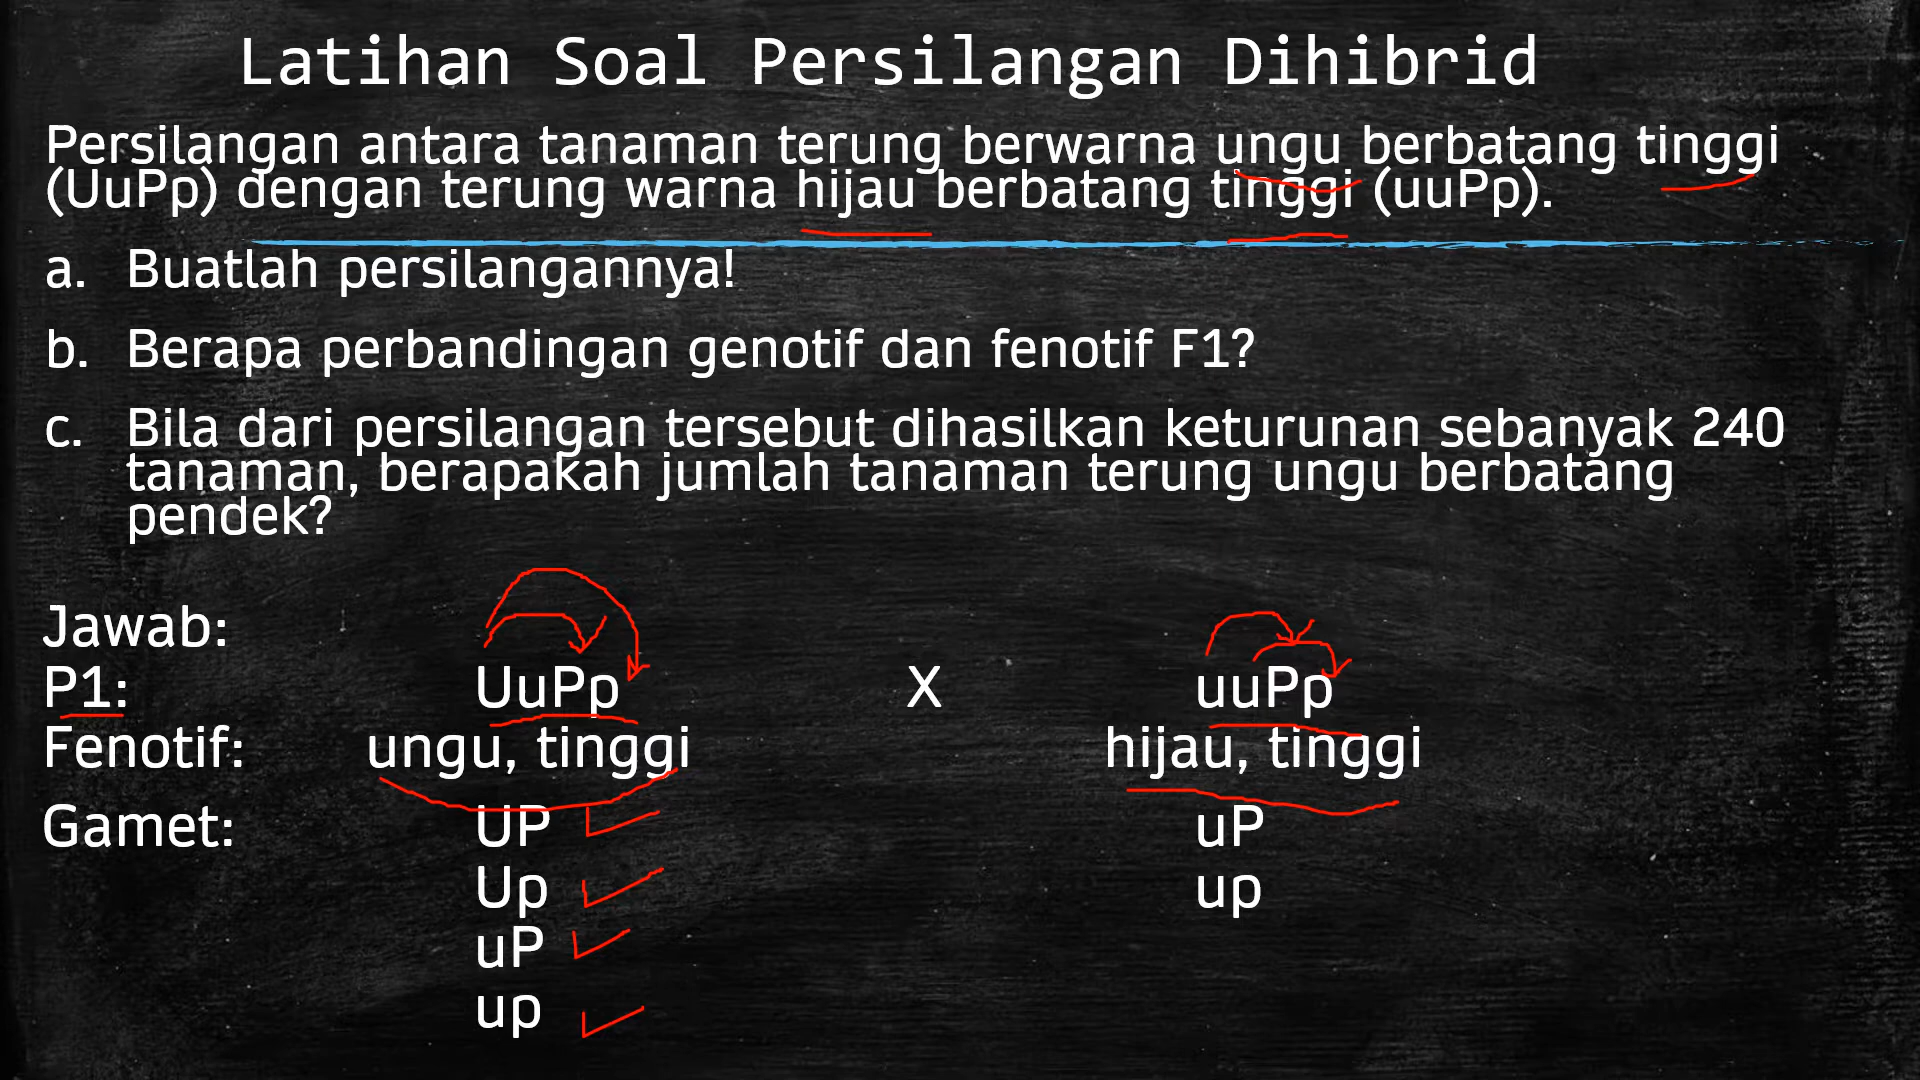 Latihan Soal Persilangan Dihibrid
Persilangan antara tanaman terung berwarna ungu berbatang tinggi
(UuPp) dengan terung warna hijau berbatang tinggi (uuPp).
a. Buatlah persilangannya!
b. Berapa perbandingan genotif dan fenotif F1?
c. Bila dari persilangan tersebut dihasilkan keturunan sebanyak 240
tanaman, berapakah jumlah tanaman terung ungu berbatang
pendek?
Jawab:
P1: UuPp X uuPp
Fenotif: ungu, tinggi hijau, tinggi
Gamet: UP uP
Up up
uP
up